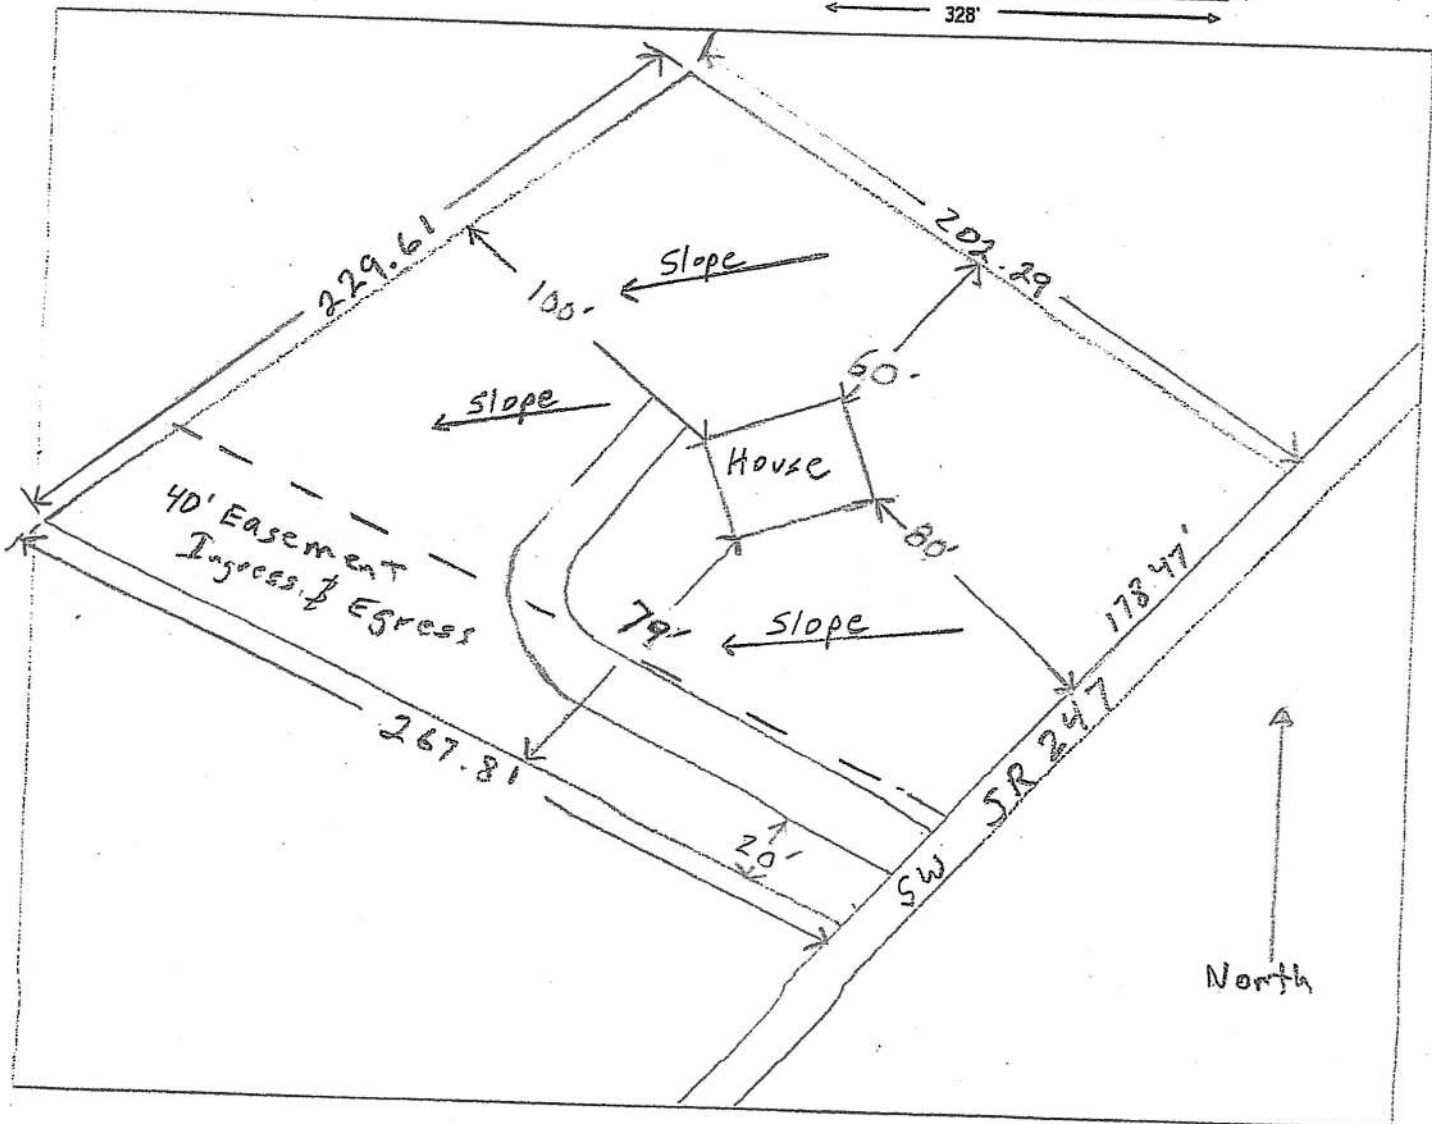 328'
229.61
202.29
Slope
100'
60'
Slope
House
40' Easement
Ingress & Egress
80'
178.47'
79'
Slope
267.81
SW SR 247
20'
North